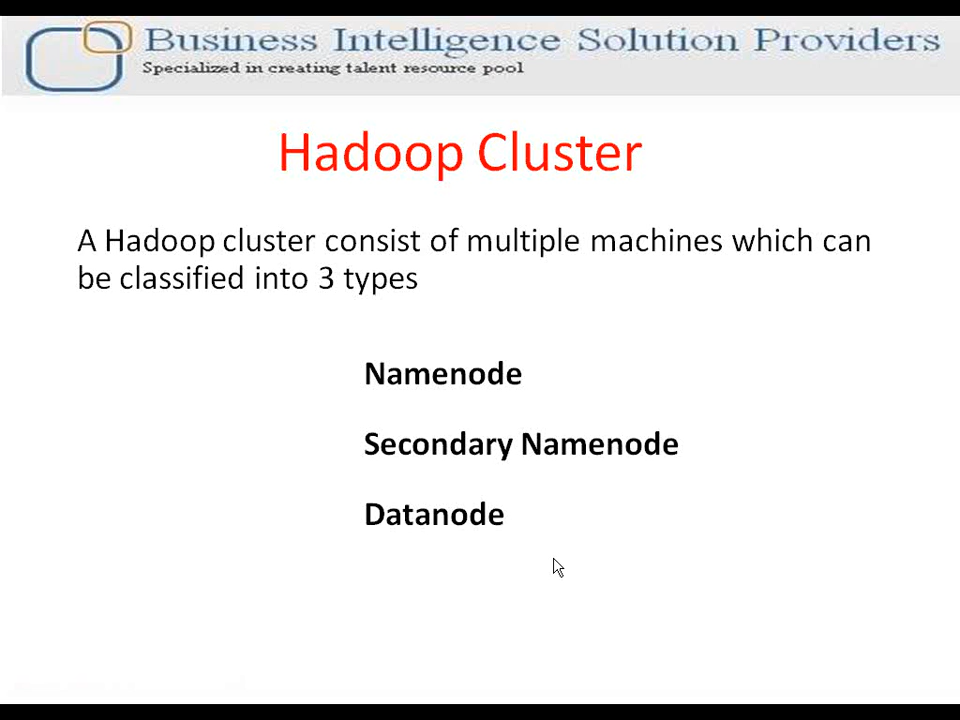 Business Intelligence Solution Providers
Specialized in creating talent resource pool
Hadoop Cluster
A Hadoop cluster consist of multiple machines which can
be classified into 3 types
Namenode
Secondary Namenode
Datanode